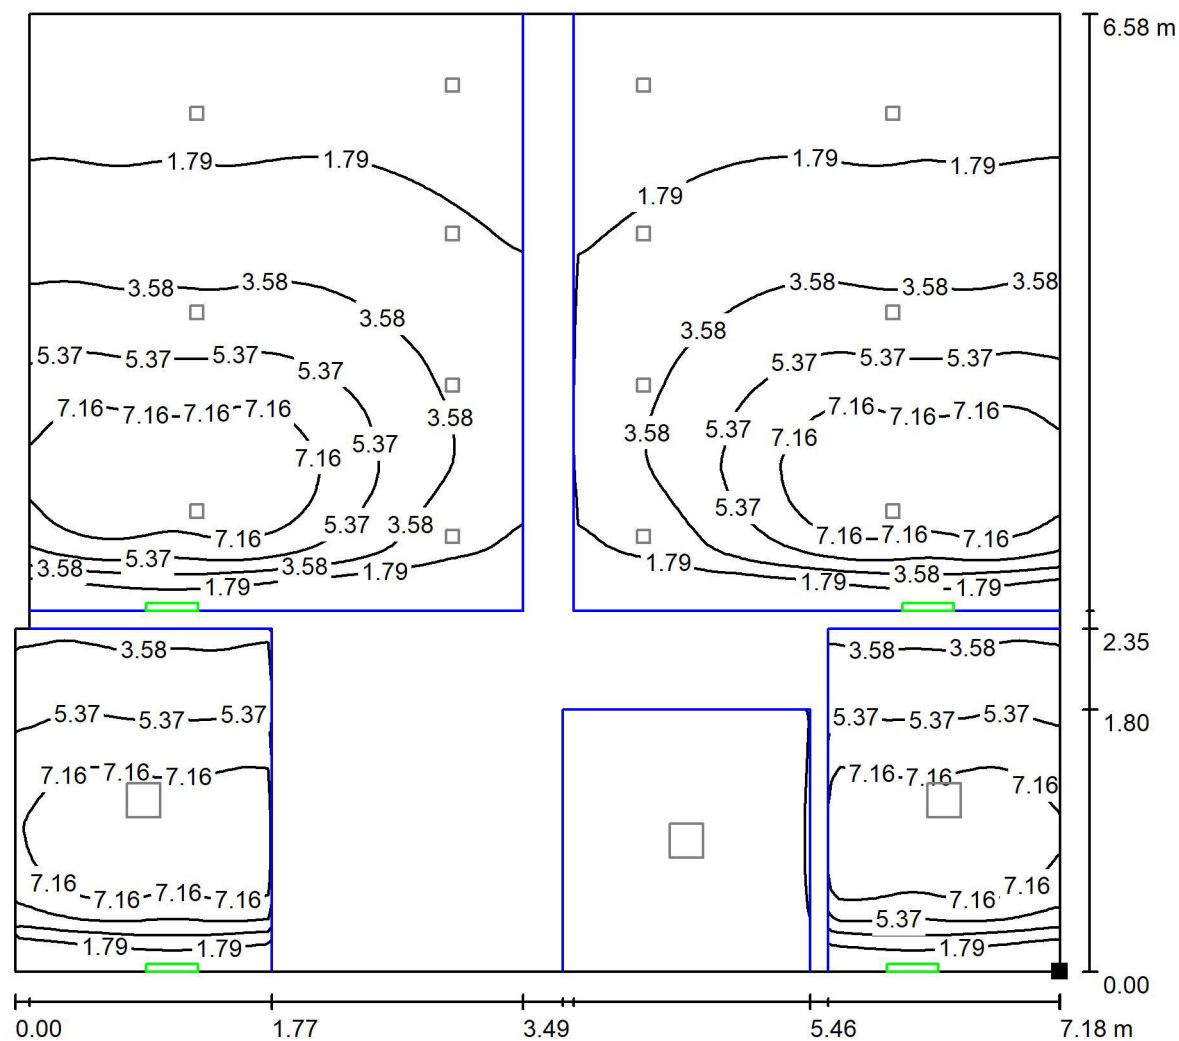 6.58 m
1.79 1.79 1.79 1.79
1.79
3.58 3.58 3.58 3.58 3.58
3.58 3.58
5.37 5.37 5.37 5.37 5.37 5.37
5.37
7.16 7.16 7.16 7.16 7.16 7.16 7.16
3.58 5.37 3.58
5.37 7.16
7.16
5.37
5.37 3.58
7.16 7.16 7.16 7.16
5.37 1.79
3.58 3.58 1.79 3.58
1.79 1.79 1.79
3.58 3.58 3.58 2.35
5.37 5.37 5.37 5.37 5.37 5.37 1.80
7.16 7.16 7.16 7.16 7.16
7.16
7.16 7.16
7.16 7.16 7.16 7.16
5.37
1.79 1.79 1.79
0.00
0.00 1.77 3.49 5.46 7.18 m